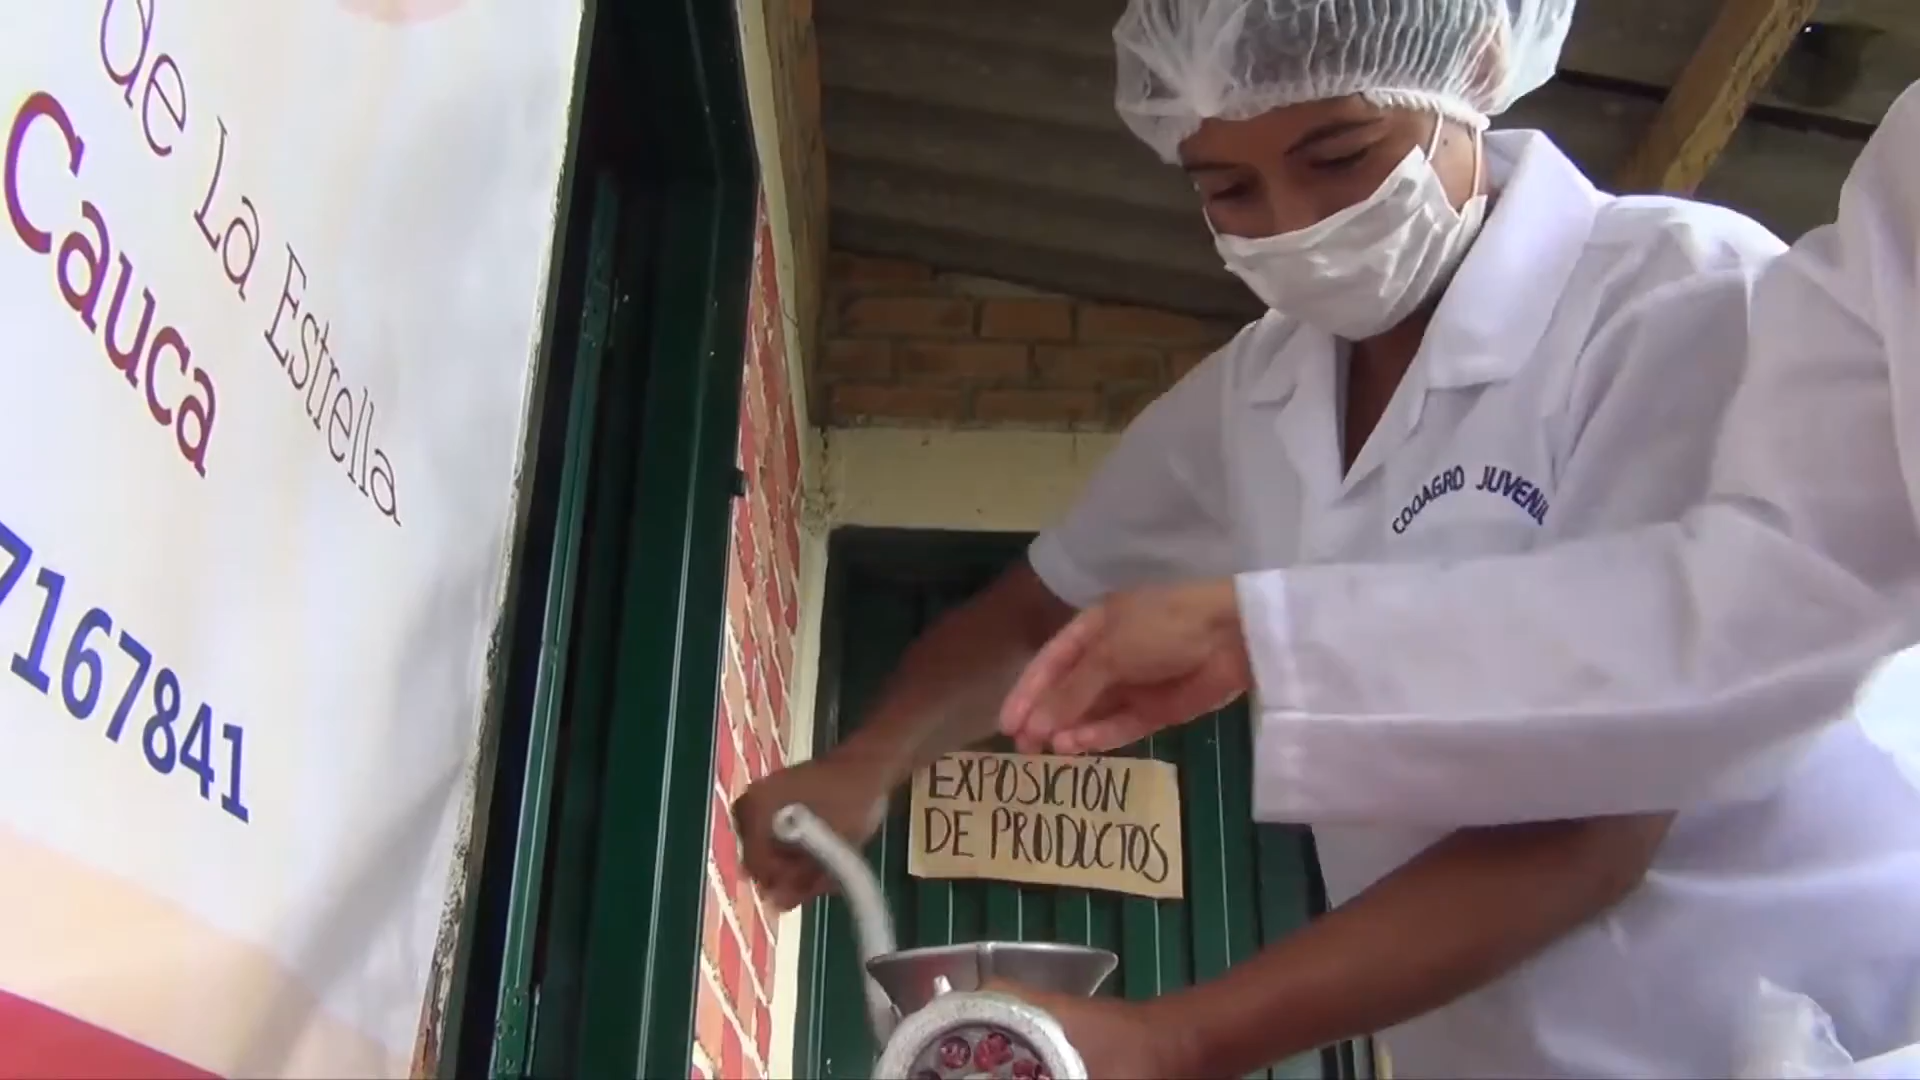 de La Estrella
Cauca
7167841
COOAGRO JUVENIL
EXPOSICIÓN
DE PRODUCTOS